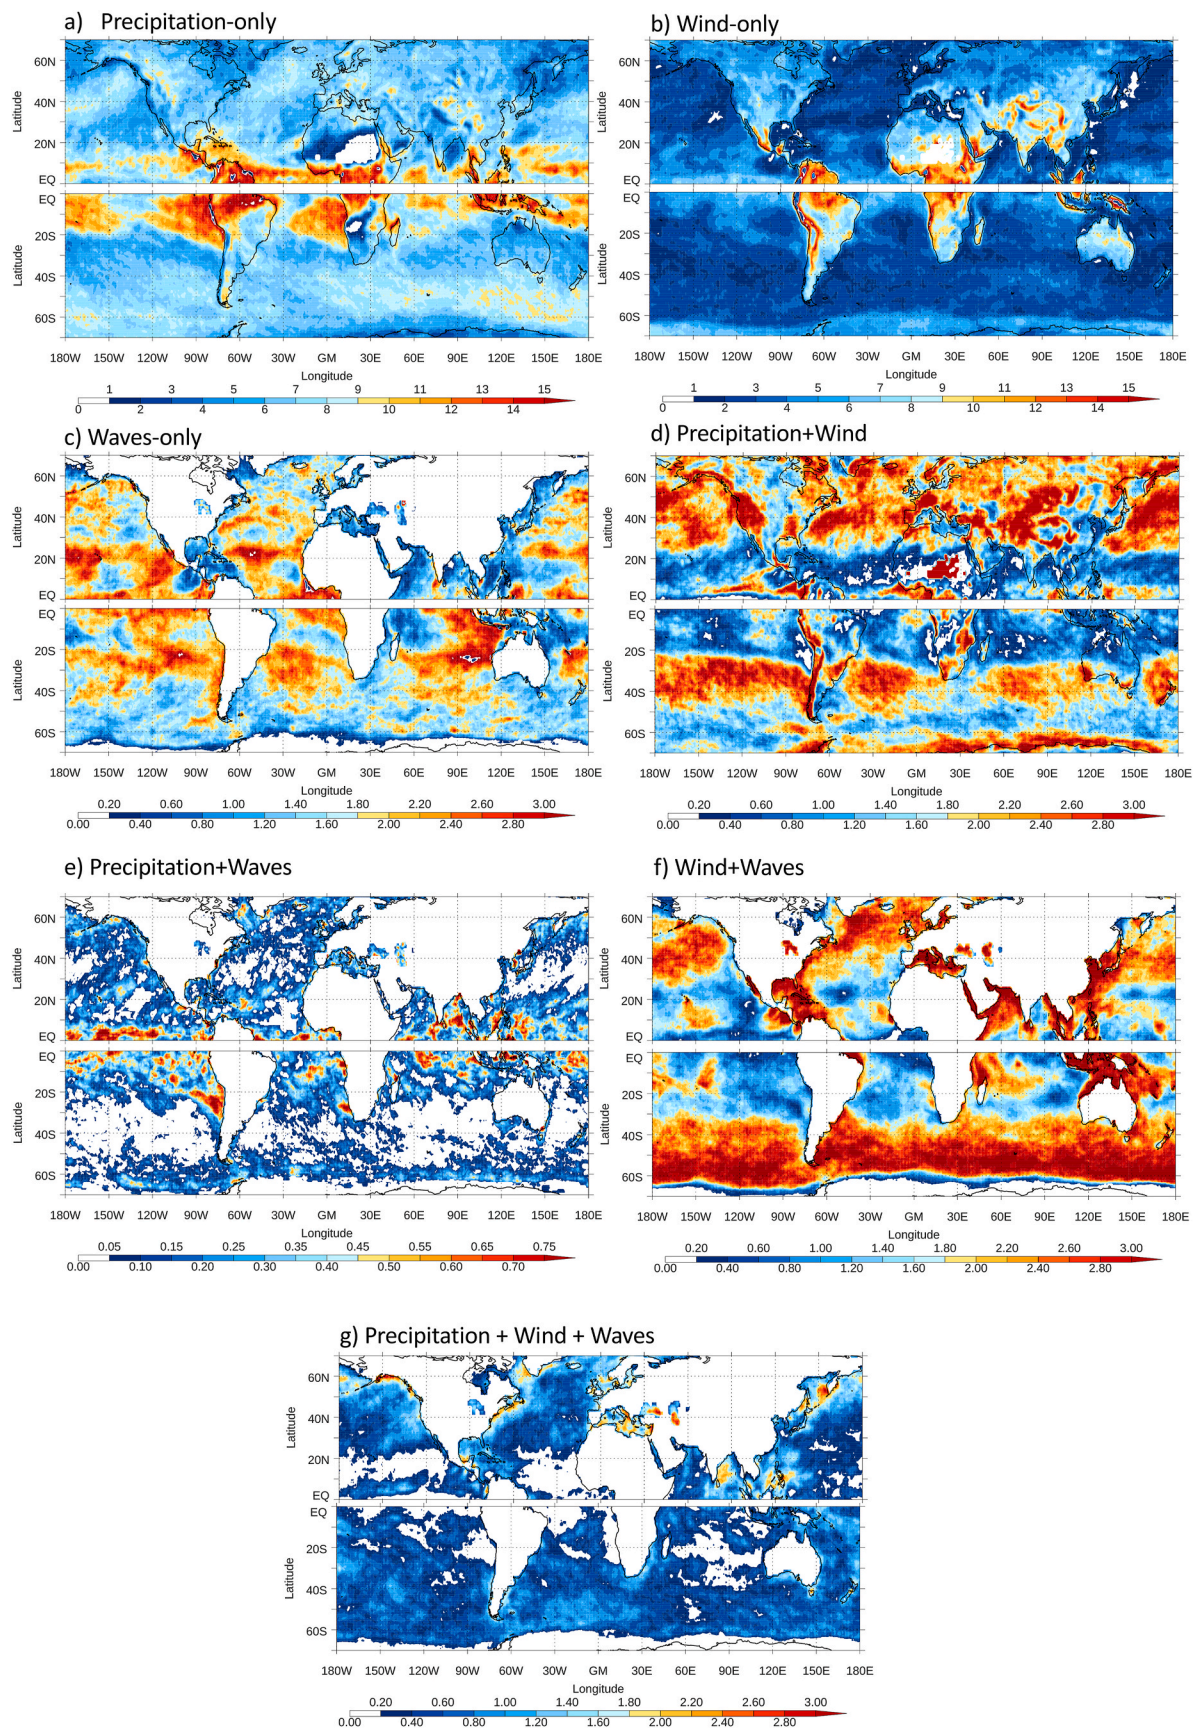 a) Precipitation-only
b) Wind-only
60N
40N
20N
EQ
EQ
20S
40S
60S
Latitude
Latitude
180W 150W 120W 90W 60W 30W GM 30E 60E 90E 120E 150E 180E
Longitude
1 3 5 7 9 11 13 15
0 2 4 6 8 10 12 14
60N
40N
20N
EQ
EQ
20S
40S
60S
Latitude
Latitude
180W 150W 120W 90W 60W 30W GM 30E 60E 90E 120E 150E 180E
Longitude
1 3 5 7 9 11 13 15
0 2 4 6 8 10 12 14
c) Waves-only
d) Precipitation+Wind
60N
40N
20N
EQ
EQ
20S
40S
60S
Latitude
Latitude
180W 150W 120W 90W 60W 30W GM 30E 60E 90E 120E 150E 180E
Longitude
0.20 0.60 1.00 1.40 1.80 2.20 2.60 3.00
0.00 0.40 0.80 1.20 1.60 2.00 2.40 2.80
60N
40N
20N
EQ
EQ
20S
40S
60S
Latitude
Latitude
180W 150W 120W 90W 60W 30W GM 30E 60E 90E 120E 150E 180E
Longitude
0.20 0.60 1.00 1.40 1.80 2.20 2.60 3.00
0.00 0.40 0.80 1.20 1.60 2.00 2.40 2.80
e) Precipitation+Waves
f) Wind+Waves
60N
40N
20N
EQ
EQ
20S
40S
60S
Latitude
Latitude
180W 150W 120W 90W 60W 30W GM 30E 60E 90E 120E 150E 180E
Longitude
0.05 0.15 0.25 0.35 0.45 0.55 0.65 0.75
0.00 0.10 0.20 0.30 0.40 0.50 0.60 0.70
60N
40N
20N
EQ
EQ
20S
40S
60S
Latitude
Latitude
180W 150W 120W 90W 60W 30W GM 30E 60E 90E 120E 150E 180E
Longitude
0.20 0.60 1.00 1.40 1.80 2.20 2.60 3.00
0.00 0.40 0.80 1.20 1.60 2.00 2.40 2.80
g) Precipitation + Wind + Waves
60N
40N
20N
EQ
EQ
20S
40S
60S
Latitude
Latitude
180W 150W 120W 90W 60W 30W GM 30E 60E 90E 120E 150E 180E
Longitude
0.20 0.60 1.00 1.40 1.80 2.20 2.60 3.00
0.00 0.40 0.80 1.20 1.60 2.00 2.40 2.80